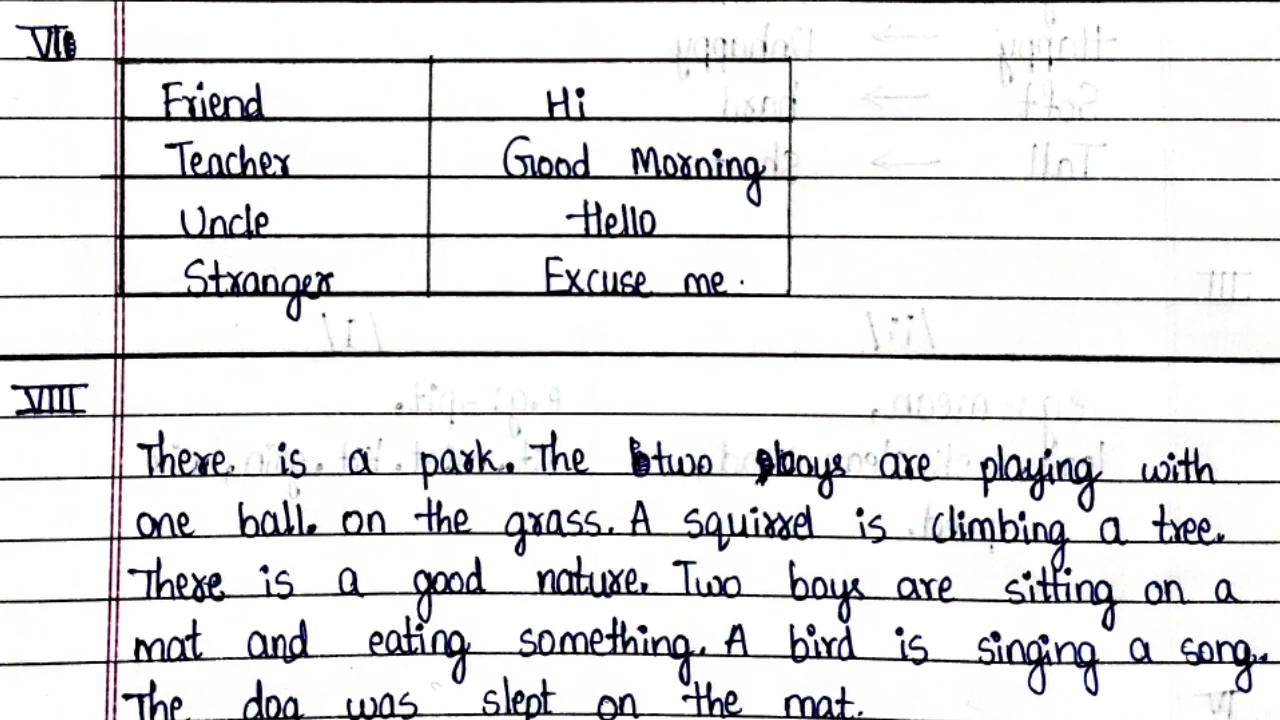 VII
Friend Hi
Teacher Good Morning
Uncle Hello
Stranger Excuse me.
VIII
There is a park. The two boys are playing with
one ball. on the grass. A squirrel is climbing a tree.
There is a good nature. Two boys are sitting on a
mat and eating something. A bird is singing a song.
The dog was slept on the mat.